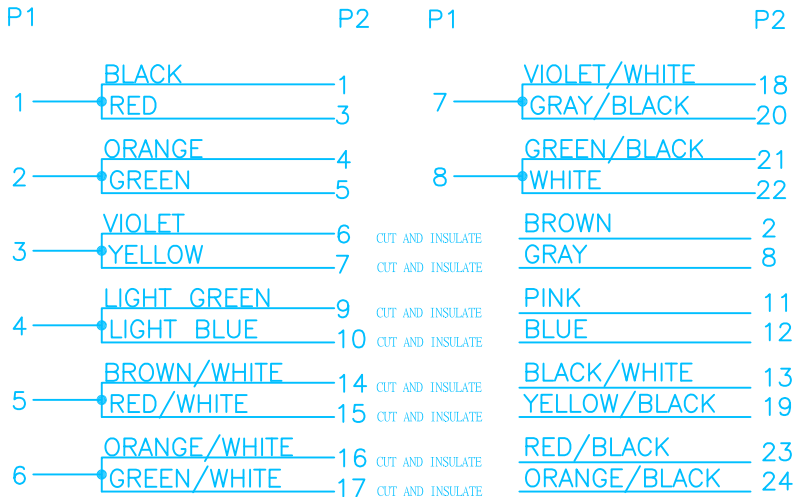 P1 P2 P1 P2
BLACK 1 VIOLET/WHITE 18
1 RED 3 7 GRAY/BLACK 20
ORANGE 4 GREEN/BLACK 21
2 GREEN 5 8 WHITE 22
VIOLET 6 CUT AND INSULATE BROWN 2
3 YELLOW 7 CUT AND INSULATE GRAY 8
LIGHT GREEN 9 CUT AND INSULATE PINK 11
4 LIGHT BLUE 10 CUT AND INSULATE BLUE 12
BROWN/WHITE 14 CUT AND INSULATE BLACK/WHITE 13
5 RED/WHITE 15 CUT AND INSULATE YELLOW/BLACK 19
ORANGE/WHITE 16 CUT AND INSULATE RED/BLACK 23
6 GREEN/WHITE 17 CUT AND INSULATE ORANGE/BLACK 24